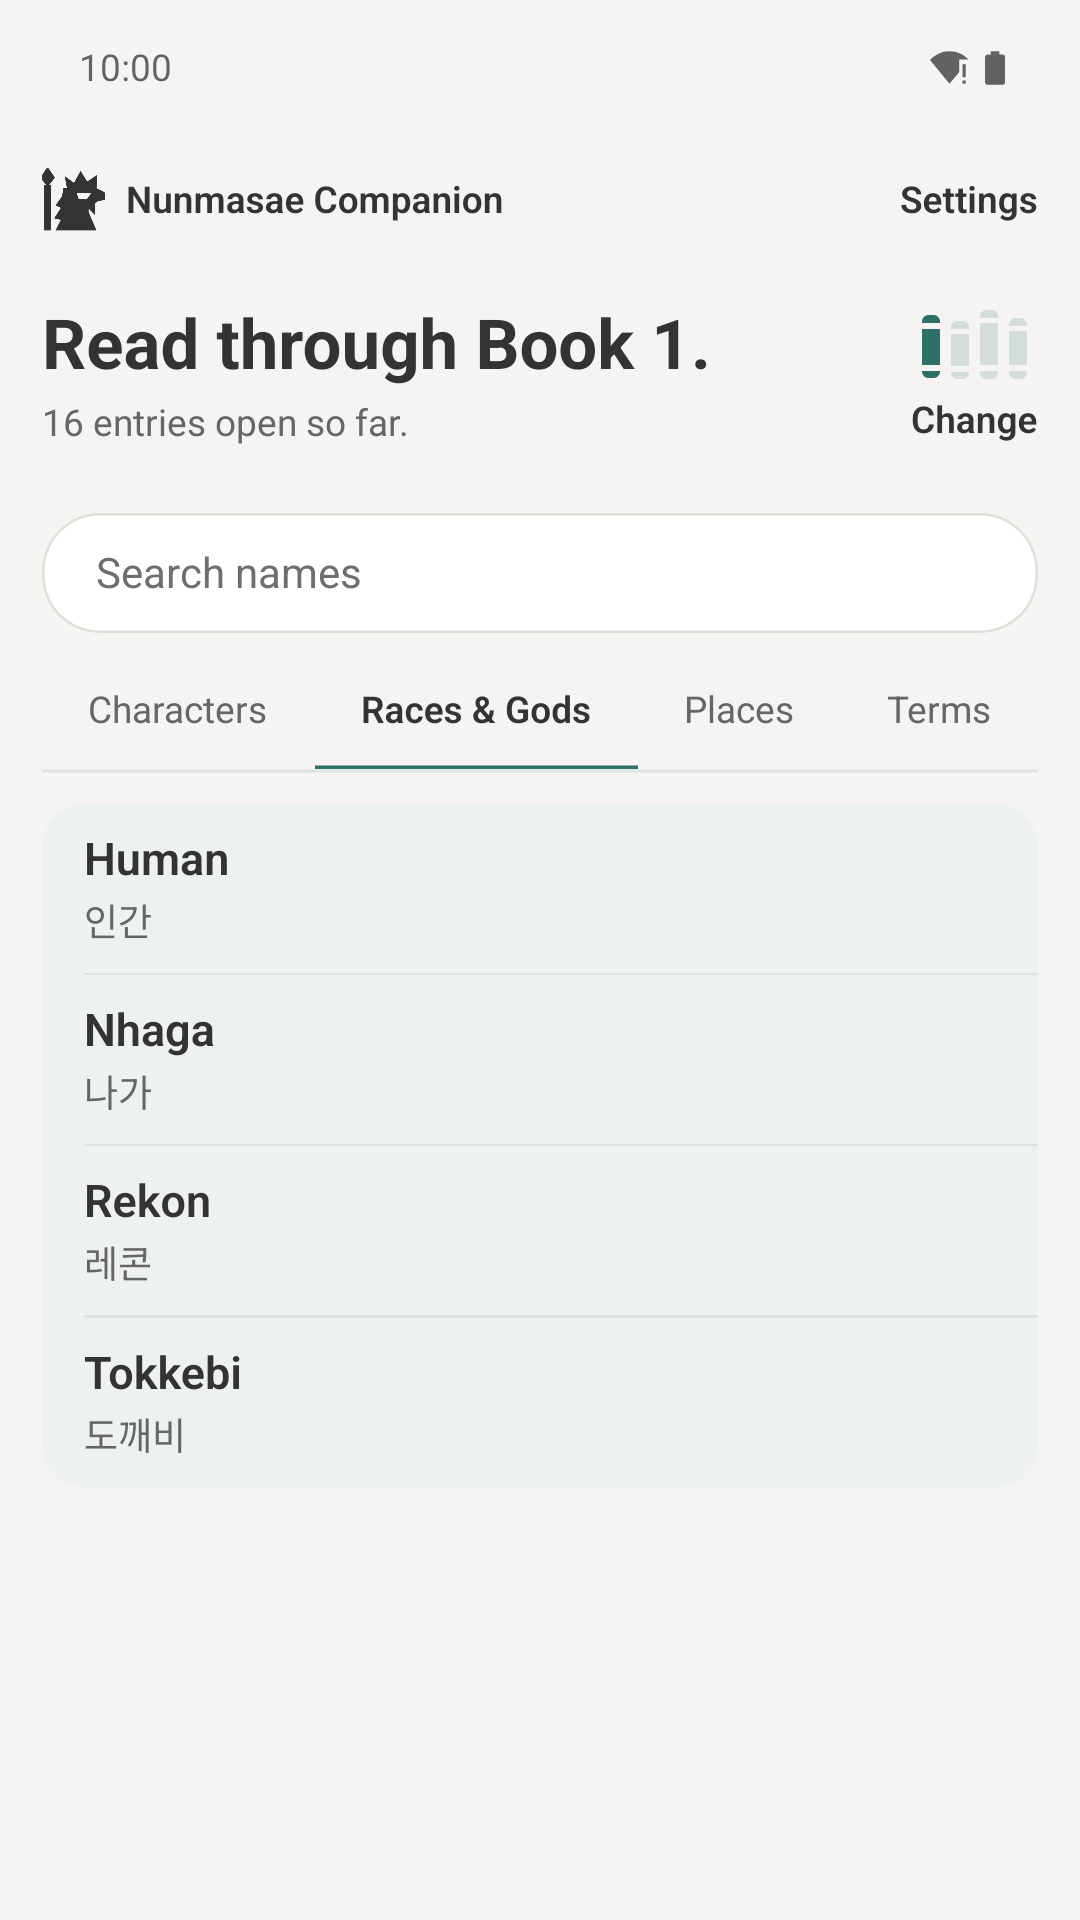 10:00
Nunmasae Companion
Settings
Read through Book 1.
16 entries open so far.
Change
Search names
Characters
Races & Gods
Places
Terms
Human
인간
Nhaga
나가
Rekon
레콘
Tokkebi
도깨비